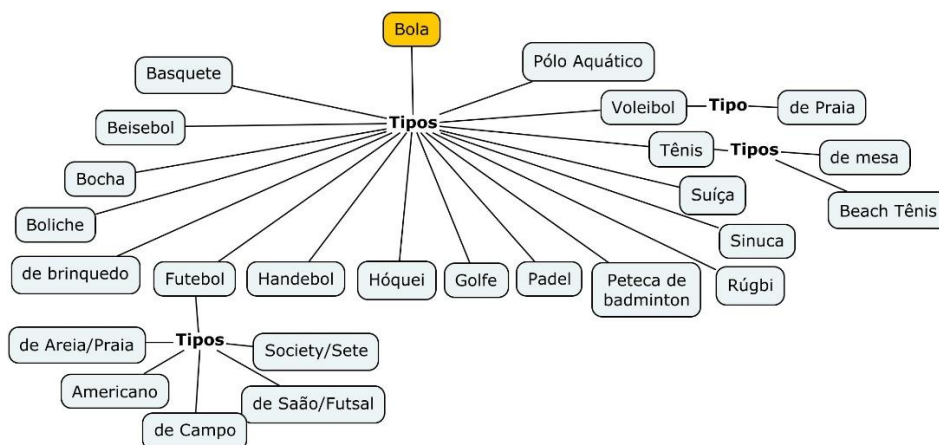 Bola
Pólo Aquático
Basquete
Voleibol
Tipo
de Praia
Beisebol
Tipos
Tênis
Tipos
de mesa
Bocha
Suíça
Beach Tênis
Boliche
Sinuca
de brinquedo
Futebol
Handebol
Hóquei
Golfe
Padel
Peteca de
badminton
Rúgbi
de Areia/Praia
Tipos
Society/Sete
Americano
de Saão/Futsal
de Campo